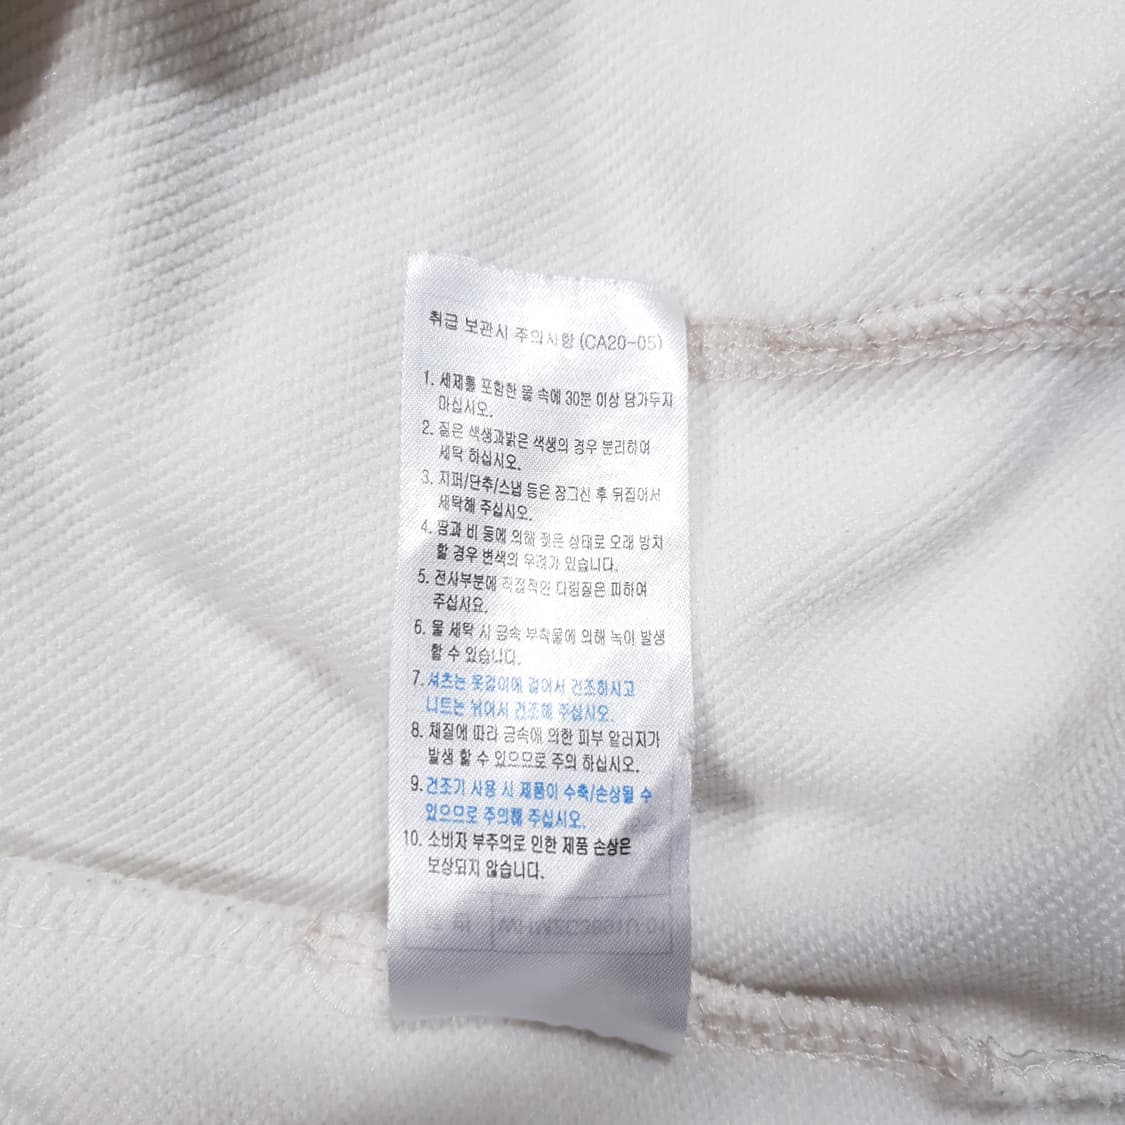 취급 보관시 주의사항 (CA20-05)
1. 세제를 포함한 물 속에 30분 이상 담가두지
마십시오.
2. 짙은 색생과밝은 색생의 경우 분리하여
세탁 하십시오.
3. 지퍼/단추/스냅 등은 잠그신 후 뒤집어서
세탁해 주십시오.
4. 땀과 비 등에 의해 젖은 상태로 오래 방치
할 경우 변색의 우려가 있습니다.
5. 전사부분에 직접적인 다림질은 피하여
주십시요.
6. 물 세탁 시 금속 부착물에 의해 녹이 발생
할 수 있습니다.
7. 셔츠는 옷걸이에 걸어서 건조하시고
니트는 뉘어서 건조해 주십시오.
8. 체질에 따라 금속에 의한 피부 알러지가
발생 할 수 있으므로 주의 하십시오.
9. 건조기 사용 시 제품이 수축/손상될 수
있으므로 주의해 주십시오.
10. 소비자 부주의로 인한 제품 손상은
보상되지 않습니다.